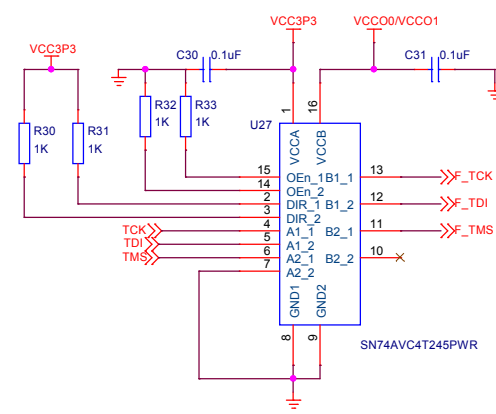 VCC3P3
VCCO0/VCCO1
VCC3P3
C30
0.1uF
C31
0.1uF
R32
1K
R33
1K
R30
1K
R31
1K
U27
1
16
VCCA
VCCB
15
OEn_1
B1_1
13
F_TCK
14
OEn_2
2
DIR_1
B1_2
12
F_TDI
3
DIR_2
TCK
4
A1_1
B2_1
11
F_TMS
TDI
5
A1_2
TMS
6
A2_1
B2_2
10
7
A2_2
GND1
GND2
8
9
SN74AVC4T245PWR